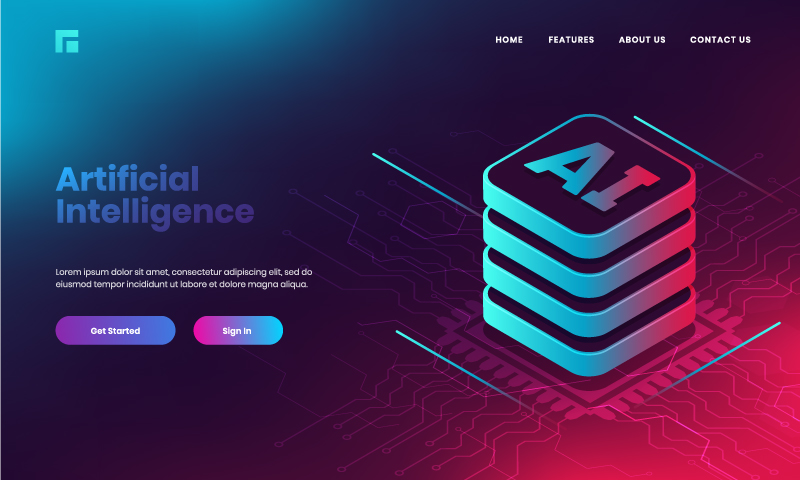 HOME FEATURES ABOUT US CONTACT US
AI
Artificial
Intelligence
Lorem ipsum dolor sit amet, consectetur adipiscing elit, sed do
eiusmod tempor incididunt ut labore et dolore magna aliqua.
Get Started Sign In